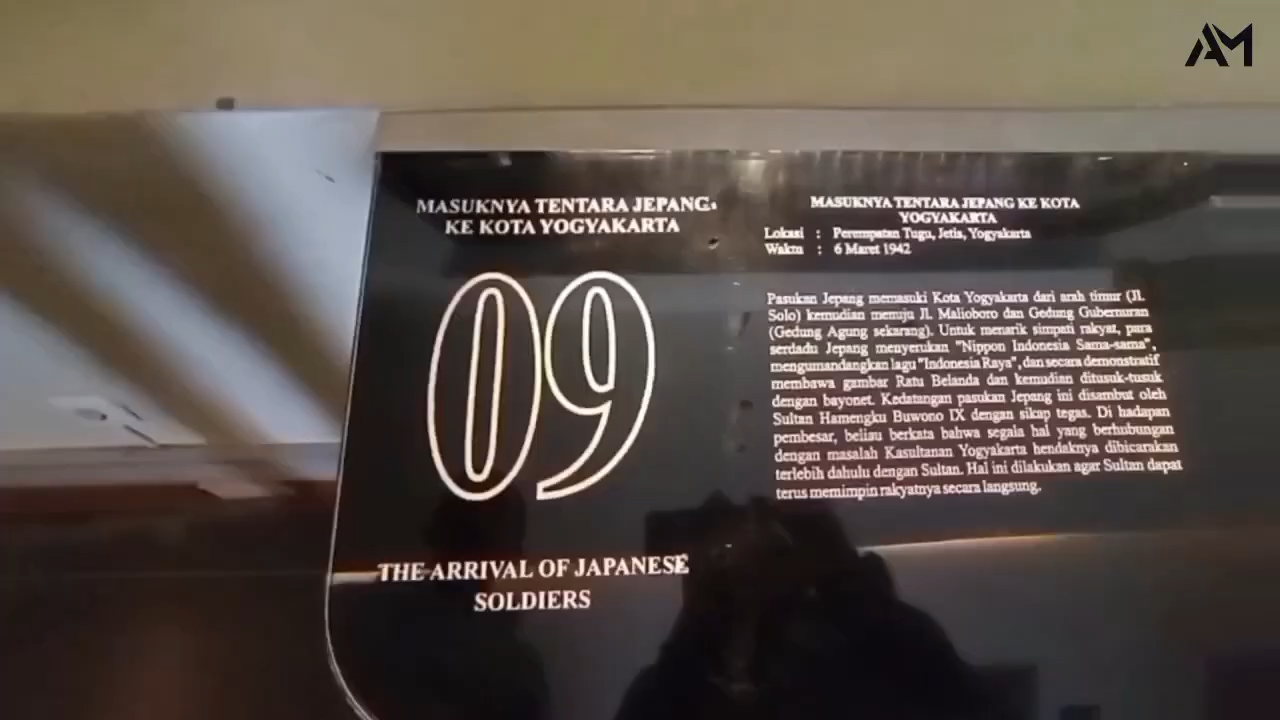 AM
MASUKNYA TENTARA JEPANG
KE KOTA YOGYAKARTA
09
THE ARRIVAL OF JAPANESE
SOLDIERS
MASUKNYA TENTARA JEPANG KE KOTA
YOGYAKARTA
Lokasi : Perempatan Tugu, Jetis, Yogyakarta
Waktu : 6 Maret 1942
Pasukan Jepang memasuki Kota Yogyakarta dari arah timur (Jl.
Solo) kemudian menuju Jl. Malioboro dan Gedung Gubernuran
(Gedung Agung sekarang). Untuk menarik simpati rakyat, para
serdadu Jepang menyerukan "Nippon Indonesia Sama-sama",
mengumandangkan lagu "Indonesia Raya", dan secara demonstratif
membawa gambar Ratu Belanda dan kemudian ditusuk-tusuk
dengan bayonet. Kedatangan pasukan Jepang ini disambut oleh
Sultan Hamengku Buwono IX dengan sikap tegas. Di hadapan
pembesar, beliau berkata bahwa segala hal yang berhubungan
dengan masalah Kasultanan Yogyakarta hendaknya dibicarakan
terlebih dahulu dengan Sultan. Hal ini dilakukan agar Sultan dapat
terus memimpin rakyatnya secara langsung.